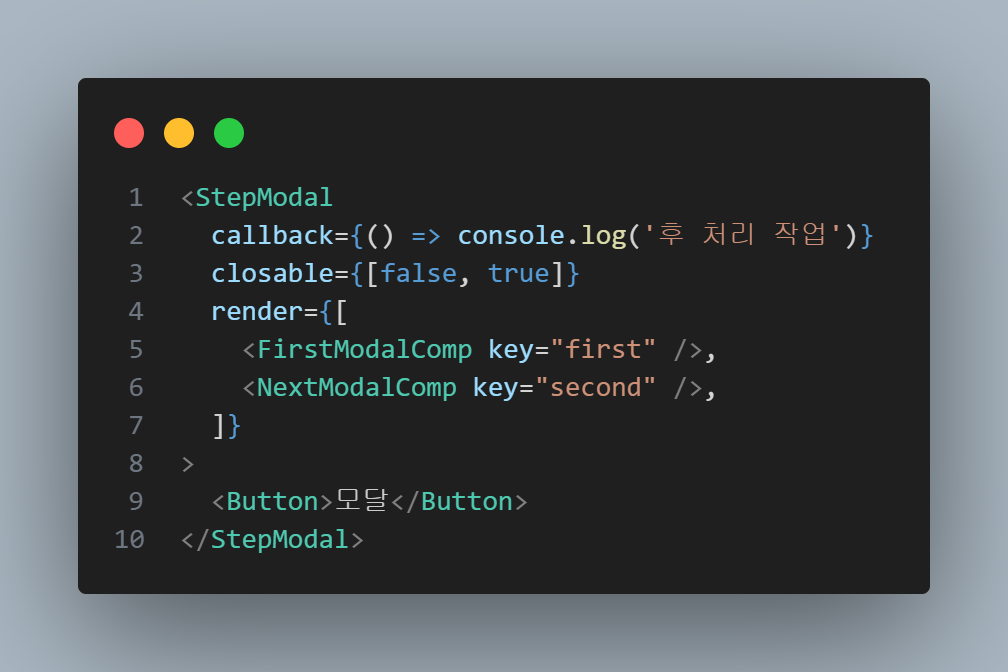 1 <StepModal
2   callback={() => console.log('후 처리 작업')}
3   closable={[false, true]}
4   render={[
5     <FirstModalComp key="first" />,
6     <NextModalComp key="second" />,
7   ]}
8 >
9   <Button>모달</Button>
10 </StepModal>